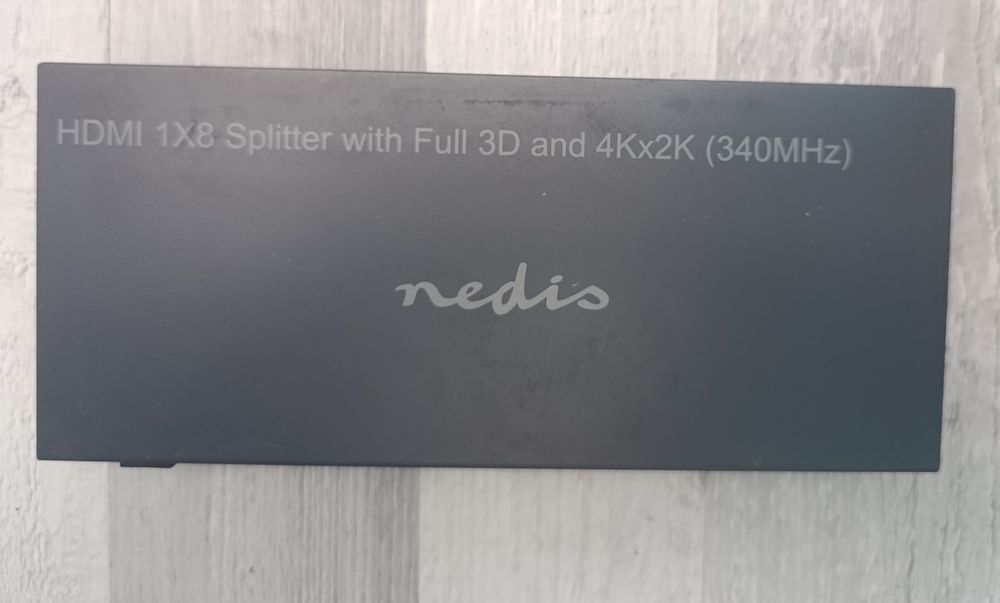 HDMI 1X8 Splitter with Full 3D and 4Kx2K (340MHz)
nedis